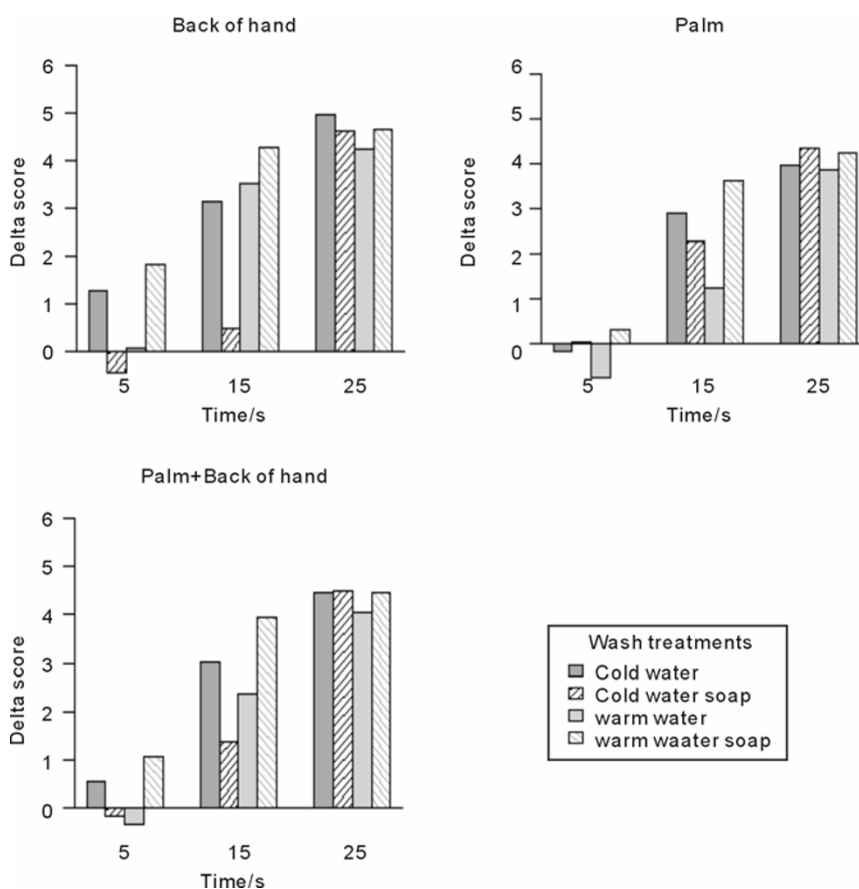 Back of hand
6
5
4
3
2
1
0
Delta score
5 15 25
Time/s
Palm
6
5
4
3
2
1
0
Delta score
5 15 25
Time/s
Palm+Back of hand
6
5
4
3
2
1
0
Delta score
5 15 25
Time/s
Wash treatments
Cold water
Cold water soap
warm water
warm waater soap